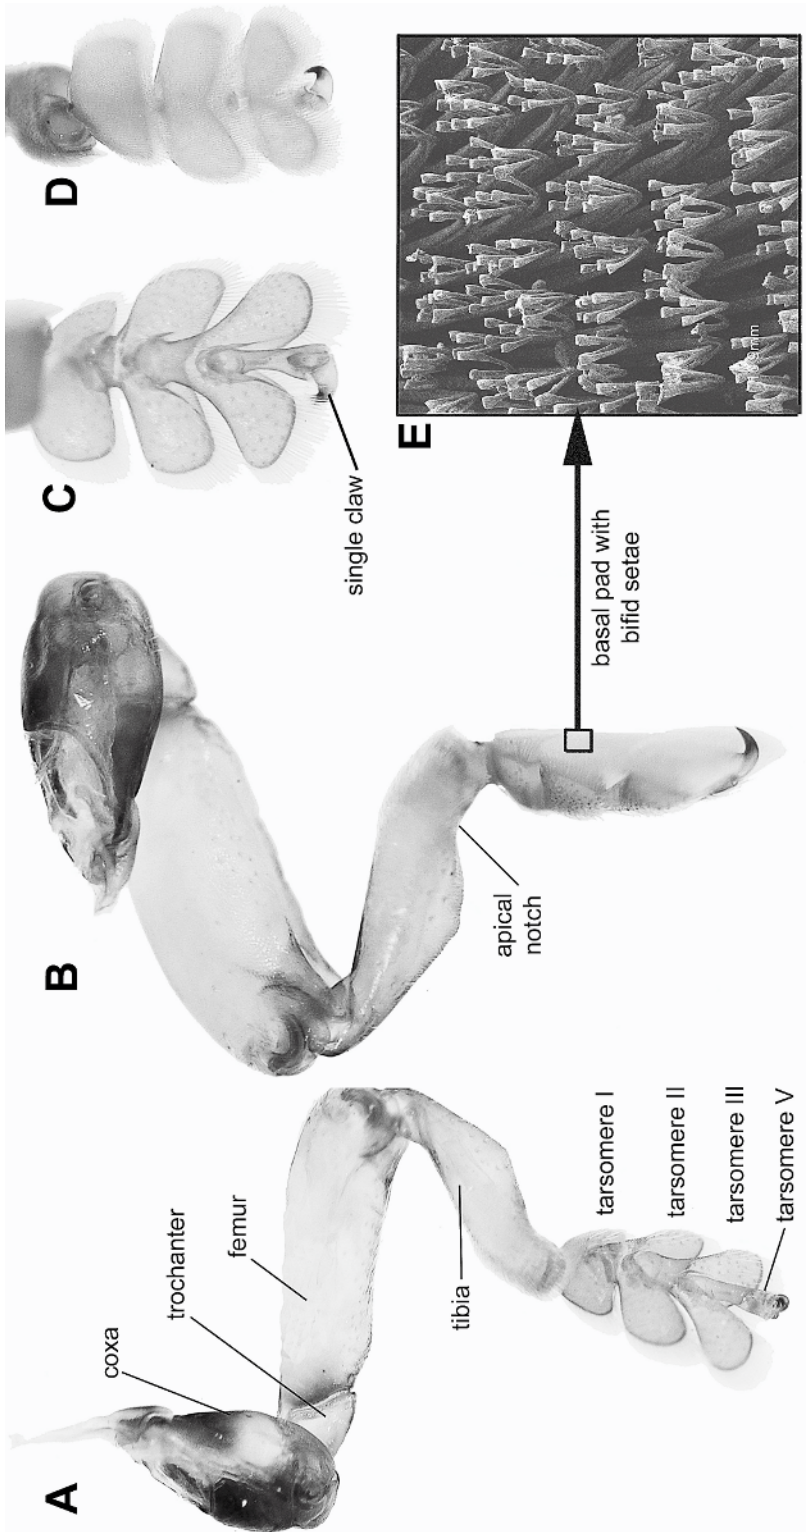 A
coxa
trochanter
femur
tibia
tarsomere I
tarsomere II
tarsomere III
tarsomere V
B
apical
notch
C
single claw
D
basal pad with
bifid setae
E
mm